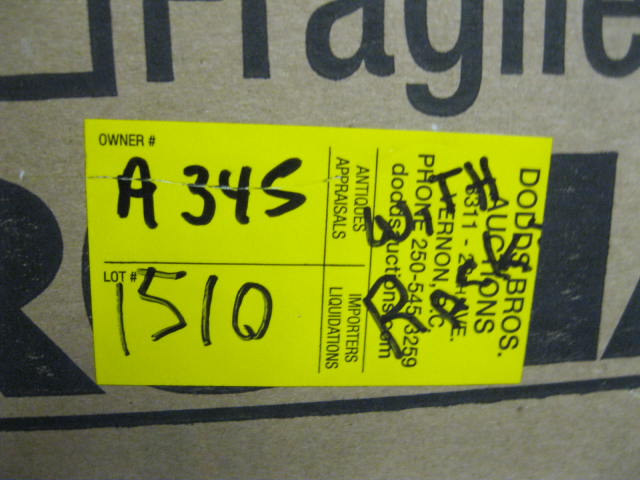 Fragile
OWNER #
A 345
LOT #
1510
ANTIQUES
APPRAISALS
IMPORTERS
LIQUIDATIONS
DODDS BROS.
AUCTIONS
VERNON, B.C.
PHONE 250-545-3259
doddsauctions.com